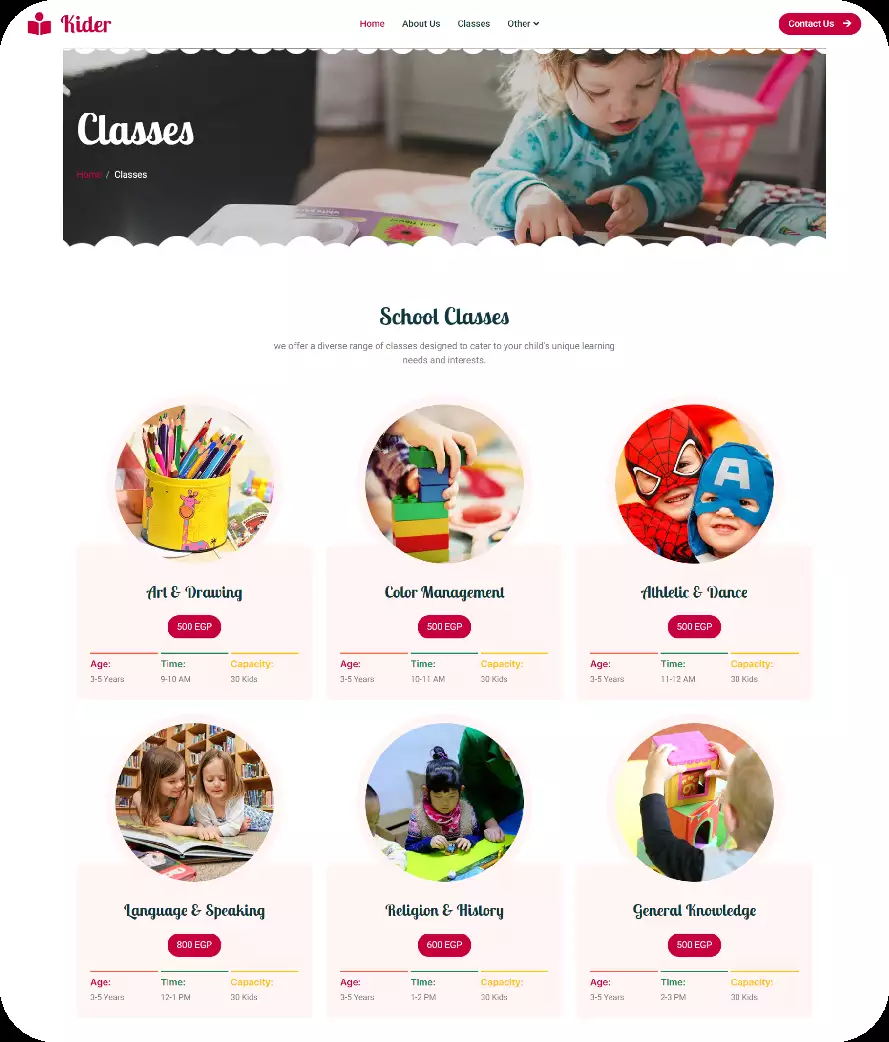 Kider
Home About Us Classes Other
Contact Us
Classes
Home / Classes
School Classes
we offer a diverse range of classes designed to cater to your child's unique learning
needs and interests.
A
Art & Drawing
500 EGP
Age: Time: Capacity:
3-5 Years 9-10 AM 30 Kids
Color Management
500 EGP
Age: Time: Capacity:
3-5 Years 10-11 AM 30 Kids
Athletic & Dance
500 EGP
Age: Time: Capacity:
3-5 Years 11-12 AM 30 Kids
Language & Speaking
800 EGP
Age: Time: Capacity:
3-5 Years 12-1 PM 30 Kids
Religion & History
600 EGP
Age: Time: Capacity:
3-5 Years 1-2 PM 30 Kids
General Knowledge
500 EGP
Age: Time: Capacity:
3-5 Years 2-3 PM 30 Kids